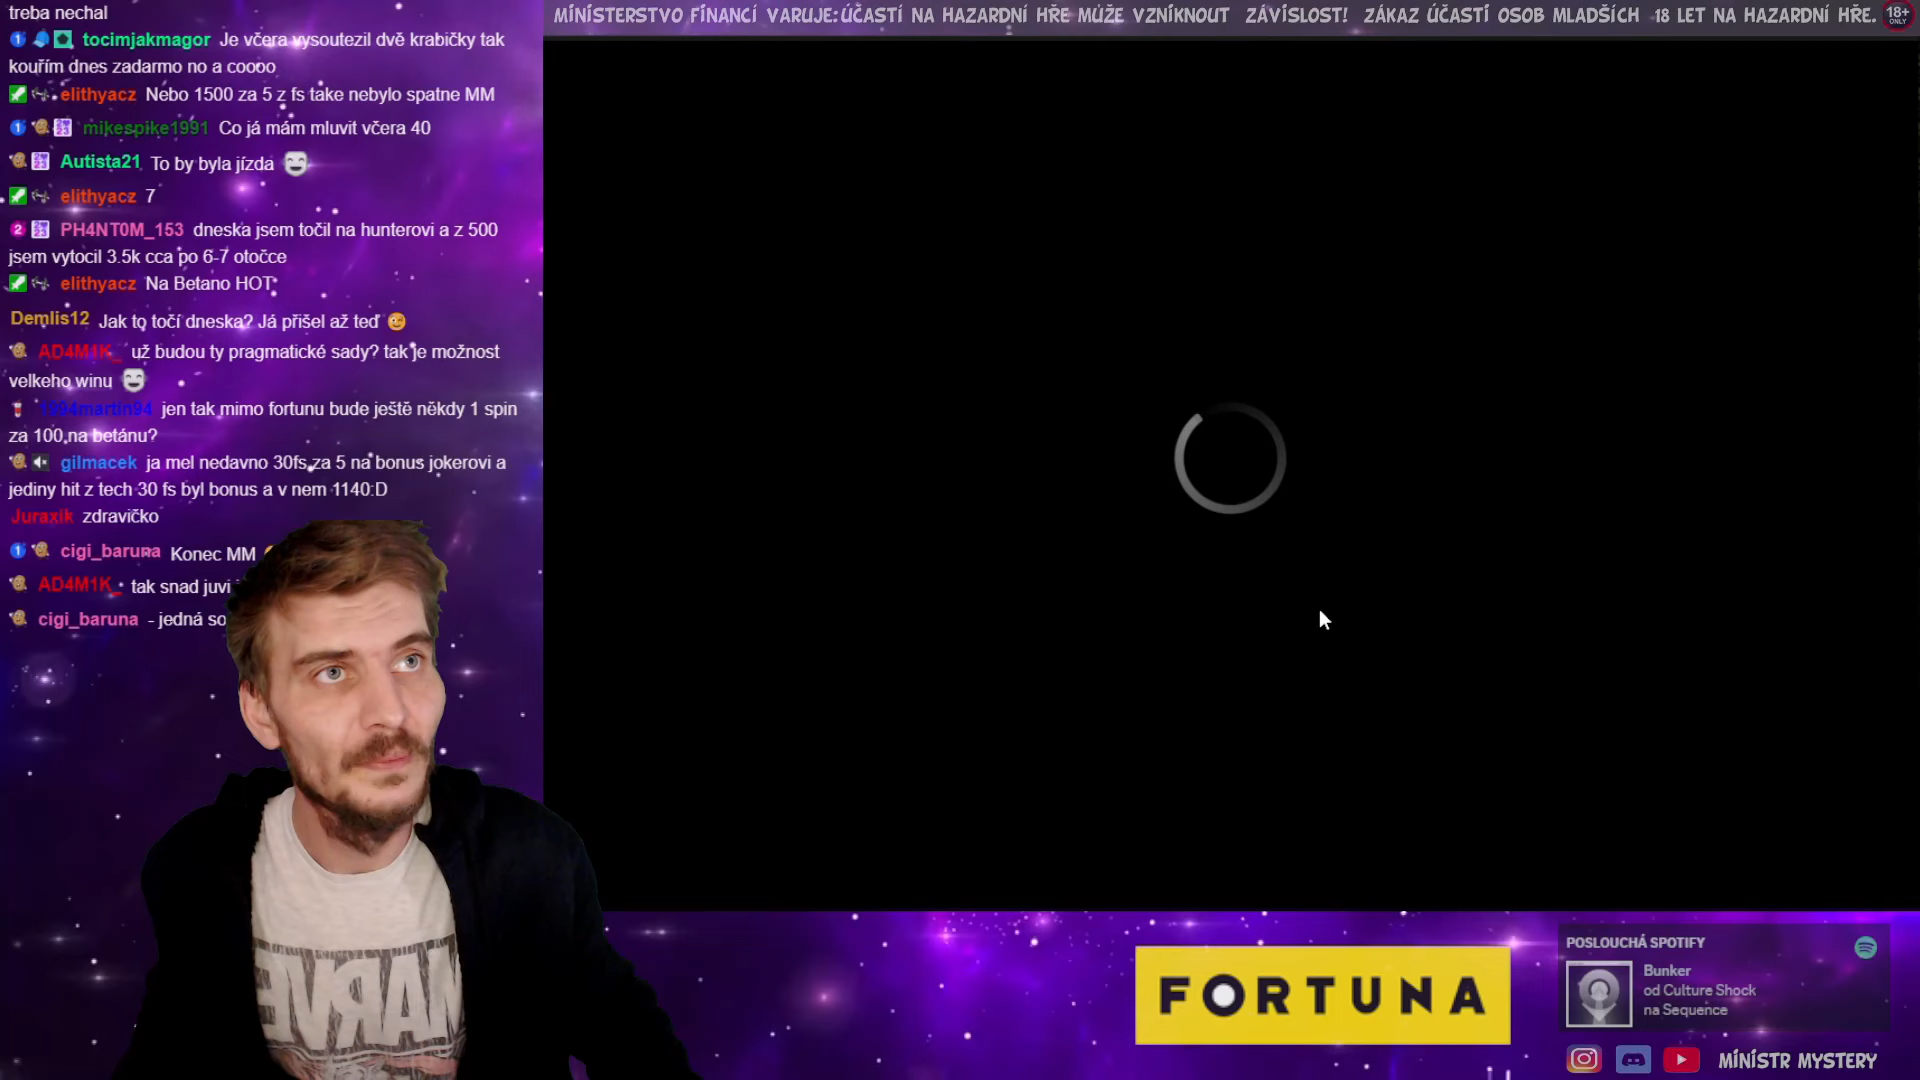 treba nechal
tocimjakmagor Je včera vysoutezil dvě krabičky tak
kouřím dnes zadarmo no a coooo
elithyacz Nebo 1500 za 5 z fs take nebylo spatne MM
mikespike1991 Co já mám mluvit včera 40
Autista21 To by byla jízda
elithyacz 7
PH4NT0M_153 dneska jsem točil na hunterovi a z 500
jsem vytocil 3.5k cca po 6-7 otočce
elithyacz Na Betano HOT
Demlis12 Jak to točí dneska? Já přišel až teď
AD4M1K_ už budou ty pragmatické sady? tak je možnost
velkeho winu
1994martin94 jen tak mimo fortunu bude ještě někdy 1 spin
za 100 na betánu?
gilmacek ja mel nedavno 30fs za 5 na bonus jokerovi a
jediny hit z tech 30 fs byl bonus a v nem 1140:D
Juraxik zdravičko
cigi_baruna Konec MM
AD4M1K_ tak snad juvi
cigi_baruna - jedná so
MINISTERSTVO FINANCÍ VARUJE: ÚČASTÍ NA HAZARDNÍ HŘE MŮŽE VZNIKNOUT ZÁVISLOST! ZÁKAZ ÚČASTI OSOB MLADŠÍCH 18 LET NA HAZARDNÍ HŘE.
18+
ONLY
MARVE
FORTUNA
POSLOUCHÁ SPOTIFY
Bunker
od Culture Shock
na Sequence
MINISTR MYSTERY